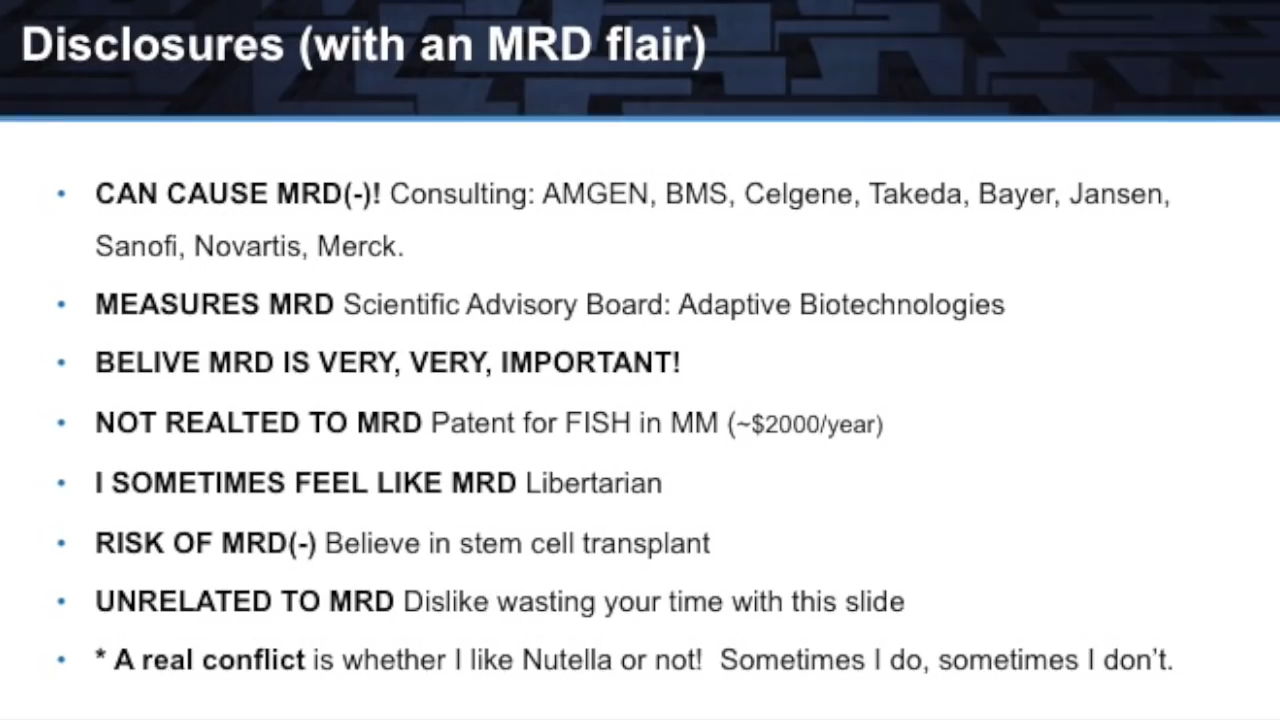 Disclosures (with an MRD flair)
• CAN CAUSE MRD(-)! Consulting: AMGEN, BMS, Celgene, Takeda, Bayer, Jansen,
Sanofi, Novartis, Merck.
• MEASURES MRD Scientific Advisory Board: Adaptive Biotechnologies
• BELIVE MRD IS VERY, VERY, IMPORTANT!
• NOT REALTED TO MRD Patent for FISH in MM (~$2000/year)
• I SOMETIMES FEEL LIKE MRD Libertarian
• RISK OF MRD(-) Believe in stem cell transplant
• UNRELATED TO MRD Dislike wasting your time with this slide
• * A real conflict is whether I like Nutella or not!  Sometimes I do, sometimes I don’t.